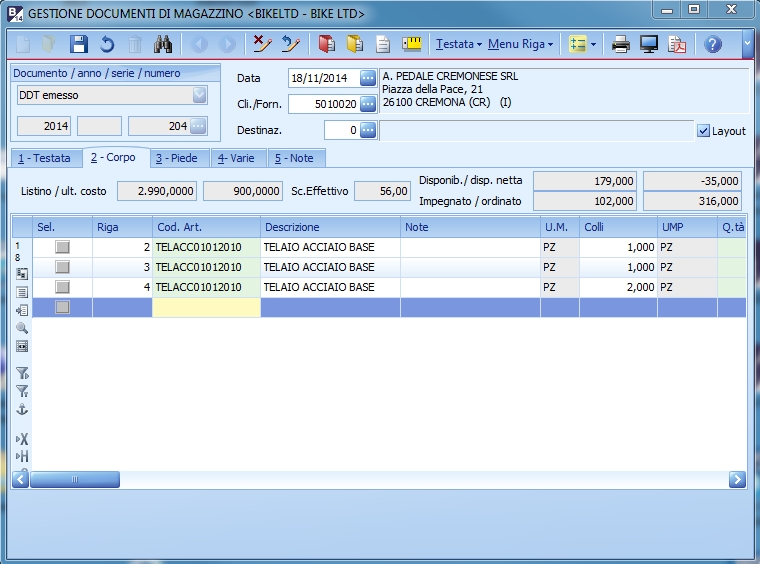 B/14 GESTIONE DOCUMENTI DI MAGAZZINO <BIKELTD - BIKE LTD>
Testata Menu Riga
Documento / anno / serie / numero
DDT emesso
2014 204
Data 18/11/2014
Cli./Forn. 5010020
Destinaz. 0
A. PEDALE CREMONESE SRL
Piazza della Pace, 21
26100 CREMONA (CR) (I)
Layout
1 - Testata 2 - Corpo 3 - Piede 4- Varie 5 - Note
Listino / ult. costo 2.990,0000 900,0000 Sc.Effettivo 56,00
Disponib./ disp. netta 179,000 -35,000
Impegnato / ordinato 102,000 316,000
Sel. Riga Cod. Art. Descrizione Note U.M. Colli UMP Q.tà
2 TELACC01012010 TELAIO ACCIAIO BASE PZ 1,000 PZ
3 TELACC01012010 TELAIO ACCIAIO BASE PZ 1,000 PZ
4 TELACC01012010 TELAIO ACCIAIO BASE PZ 2,000 PZ
1
8
X
H